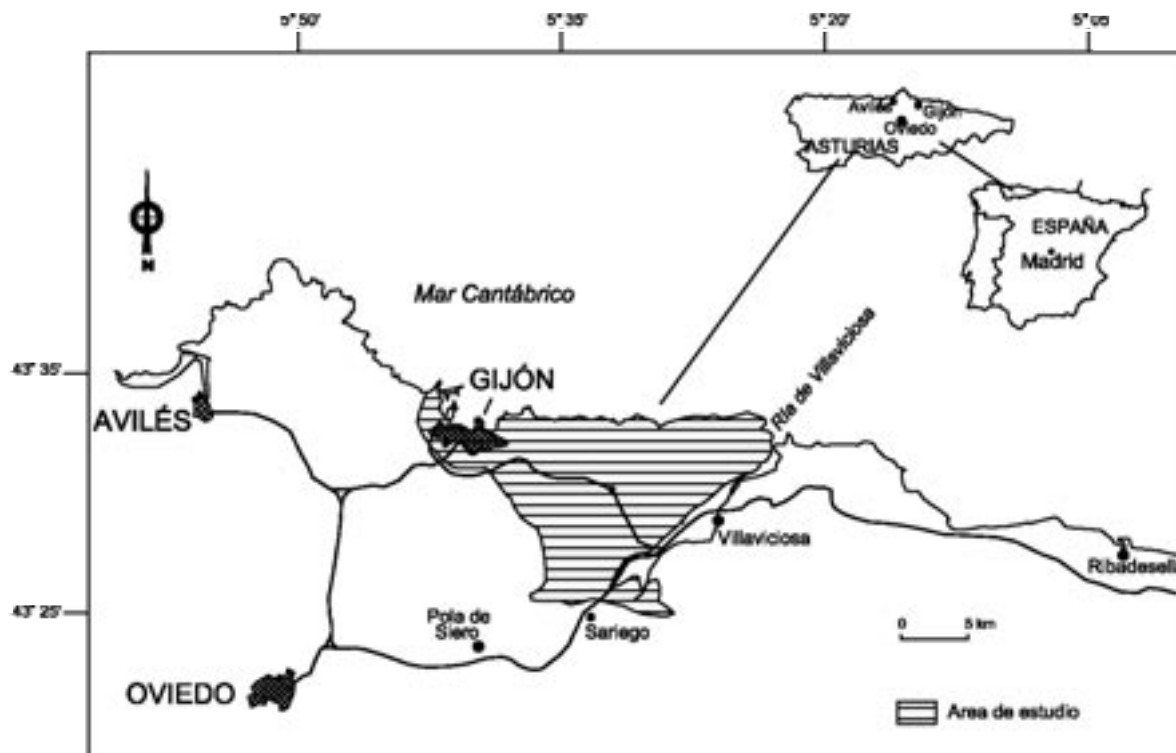 5° 50'
5° 35'
5° 20'
5° 05'
Avilés
Gijón
Oviedo
ASTURIAS
ESPAÑA
Madrid
N
Mar Cantábrico
43° 35'
GIJÓN
Ría de Villaviciosa
AVILÉS
Villaviciosa
Ribadesella
43° 25'
Pola de
Siero
Sariego
0 5 km
OVIEDO
Area de estudio